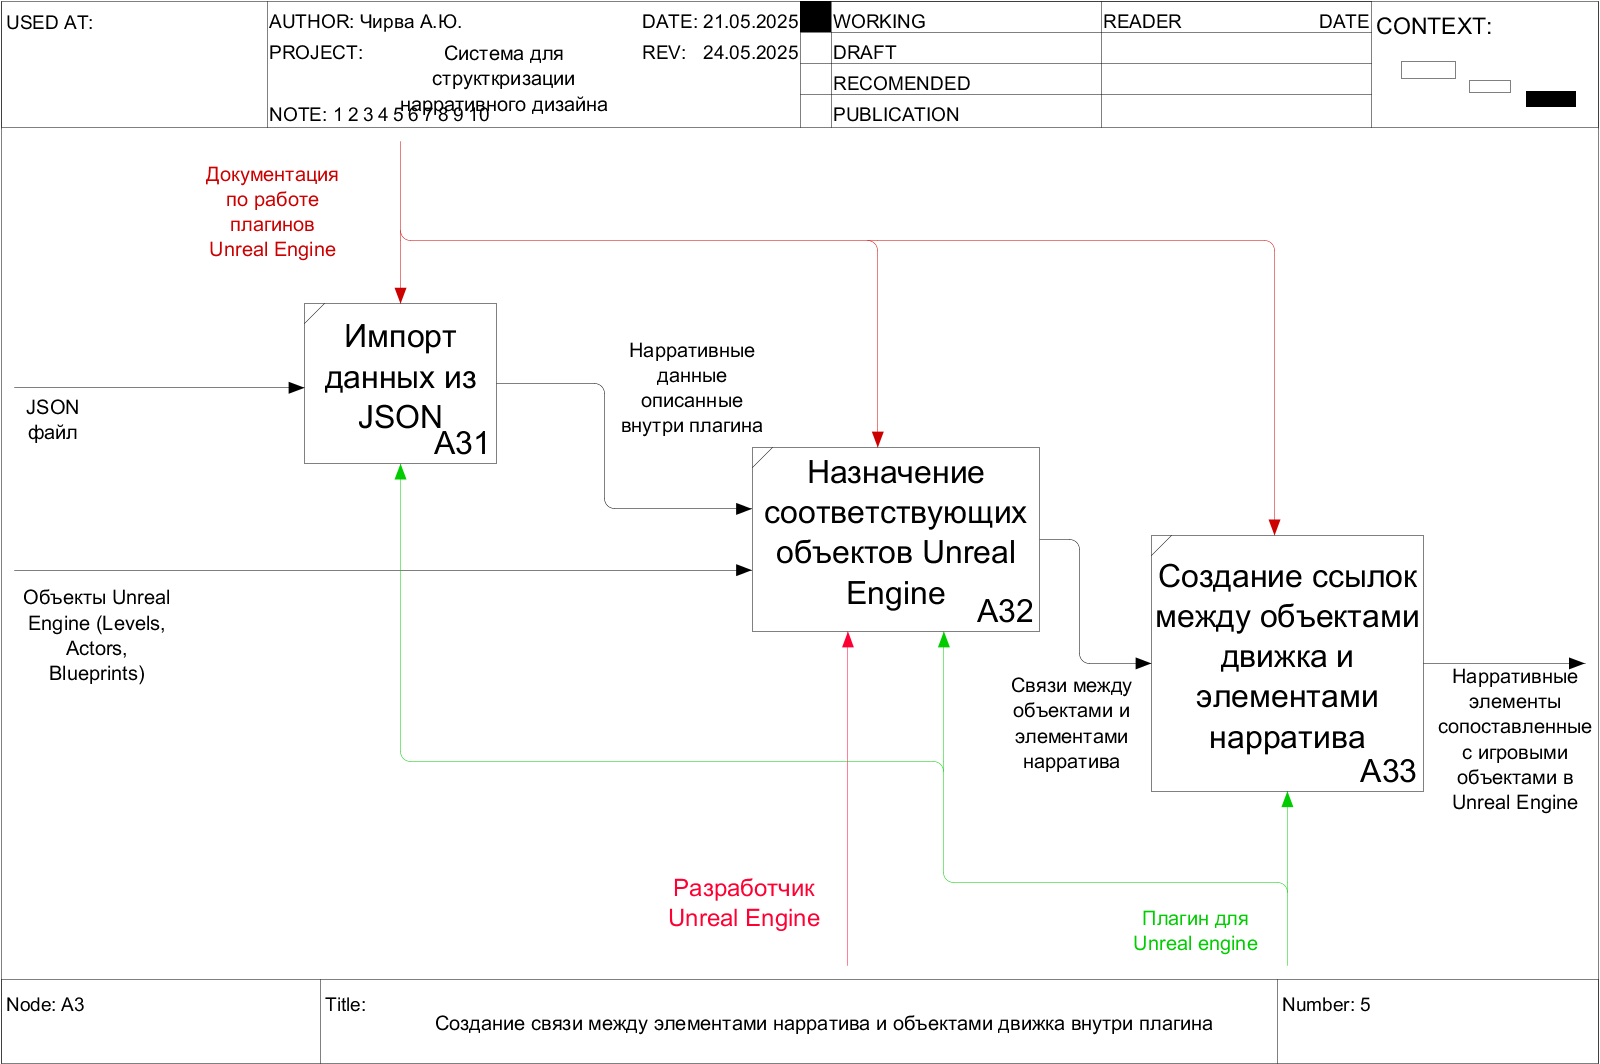 USED AT:
AUTHOR: Чирва А.Ю.
DATE: 21.05.2025
PROJECT:
Система для
структкризации
нарративного дизайна
REV: 24.05.2025
NOTE: 1 2 3 4 5 6 7 8 9 10
WORKING
DRAFT
RECOMENDED
PUBLICATION
READER
DATE
CONTEXT:
Документация
по работе
плагинов
Unreal Engine
Импорт
данных из
JSON
A31
JSON
файл
Нарративные
данные
описанные
внутри плагина
Назначение
соответствующих
объектов Unreal
Engine
A32
Объекты Unreal
Engine (Levels,
Actors,
Blueprints)
Создание ссылок
между объектами
движка и
элементами
нарратива
A33
Связи между
объектами и
элементами
нарратива
Нарративные
элементы
сопоставленные
с игровыми
объектами в
Unreal Engine
Разработчик
Unreal Engine
Плагин для
Unreal engine
Node: A3
Title:
Создание связи между элементами нарратива и объектами движка внутри плагина
Number: 5